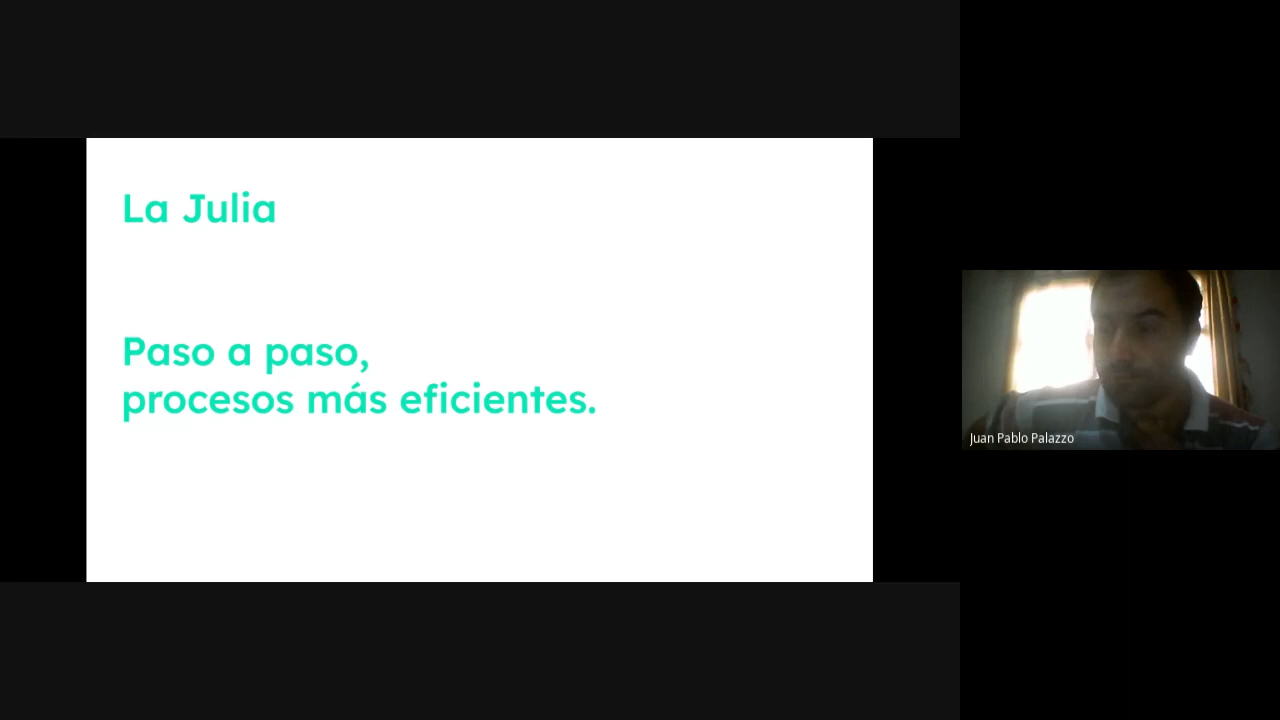 La Julia
Paso a paso,
procesos más eficientes.
Juan Pablo Palazzo